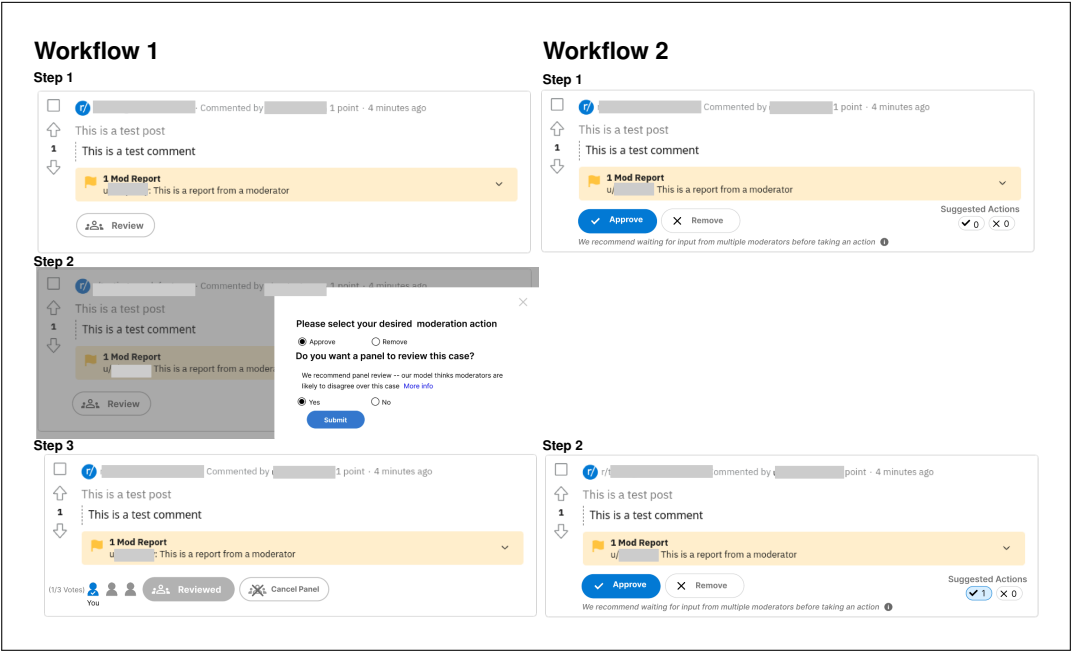 Workflow 1
Step 1
r/ Commented by 1 point · 4 minutes ago
This is a test post
1
This is a test comment
1 Mod Report
u : This is a report from a moderator
Review
Step 2
r/ Commented by 1 point · 4 minutes ago
This is a test post
1
This is a test comment
1 Mod Report
u/ This is a report from a moder
Review
Please select your desired moderation action
Approve Remove
Do you want a panel to review this case?
We recommend panel review -- our model thinks moderators are
likely to disagree over this case More info
Yes No
Submit
Step 3
r/ Commented by 1 point · 4 minutes ago
This is a test post
1
This is a test comment
1 Mod Report
u : This is a report from a moderator
(1/3 Votes) Reviewed Cancel Panel
You
Workflow 2
Step 1
r/ Commented by 1 point · 4 minutes ago
This is a test post
1
This is a test comment
1 Mod Report
u/ This is a report from a moderator
Suggested Actions
Approve Remove 0 0
We recommend waiting for input from multiple moderators before taking an action
Step 2
r/ r/ ommented by point · 4 minutes ago
This is a test post
1
This is a test comment
1 Mod Report
u/ This is a report from a moderator
Suggested Actions
Approve Remove 1 0
We recommend waiting for input from multiple moderators before taking an action